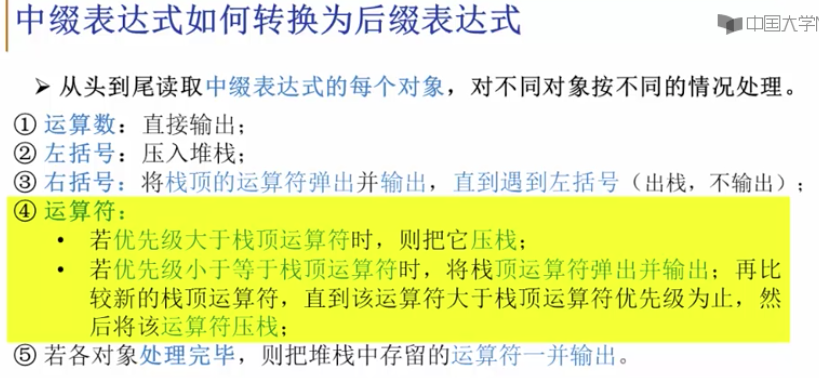 中缀表达式如何转换为后缀表达式
中国大学M
➢ 从头到尾读取中缀表达式的每个对象，对不同对象按不同的情况处理。
① 运算数：直接输出；
② 左括号：压入堆栈；
③ 右括号：将栈顶的运算符弹出并输出，直到遇到左括号（出栈，不输出）；
④ 运算符：
• 若优先级大于栈顶运算符时，则把它压栈；
• 若优先级小于等于栈顶运算符时，将栈顶运算符弹出并输出；再比
较新的栈顶运算符，直到该运算符大于栈顶运算符优先级为止，然
后将该运算符压栈；
⑤ 若各对象处理完毕，则把堆栈中存留的运算符一并输出。